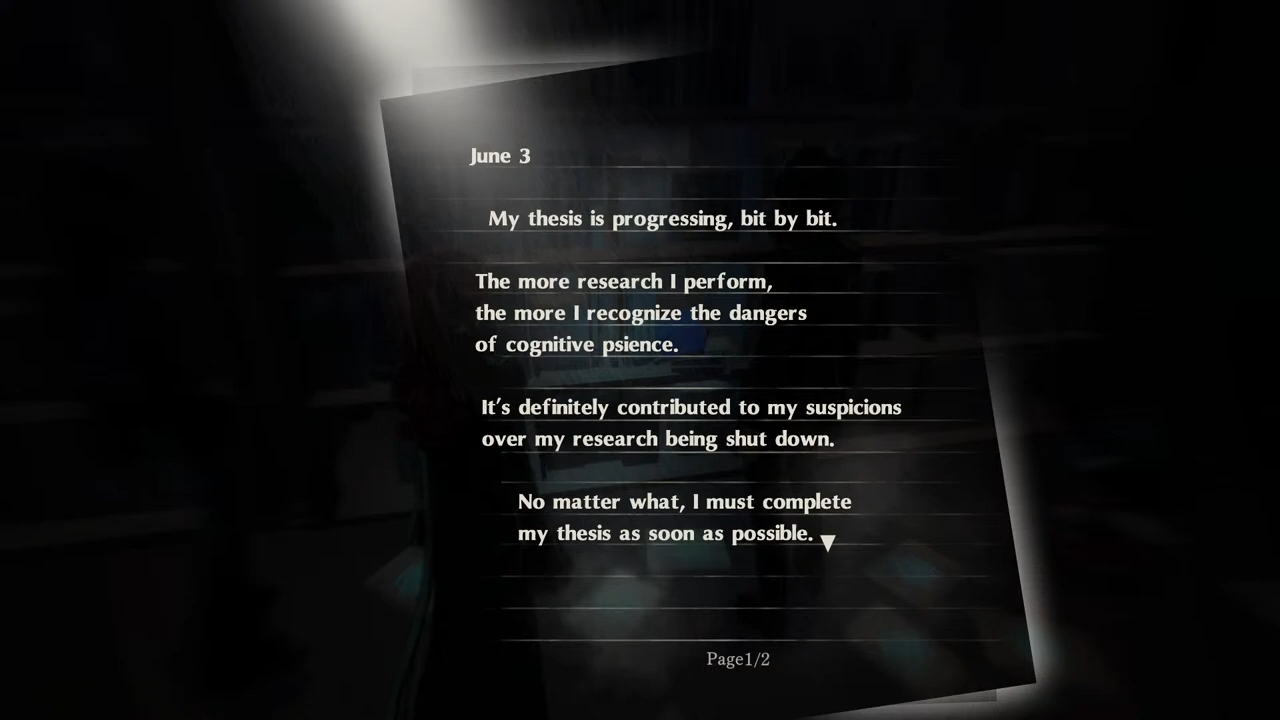 June 3
My thesis is progressing, bit by bit.
The more research I perform,
the more I recognize the dangers
of cognitive psience.
It's definitely contributed to my suspicions
over my research being shut down.
No matter what, I must complete
my thesis as soon as possible.
Page1/2